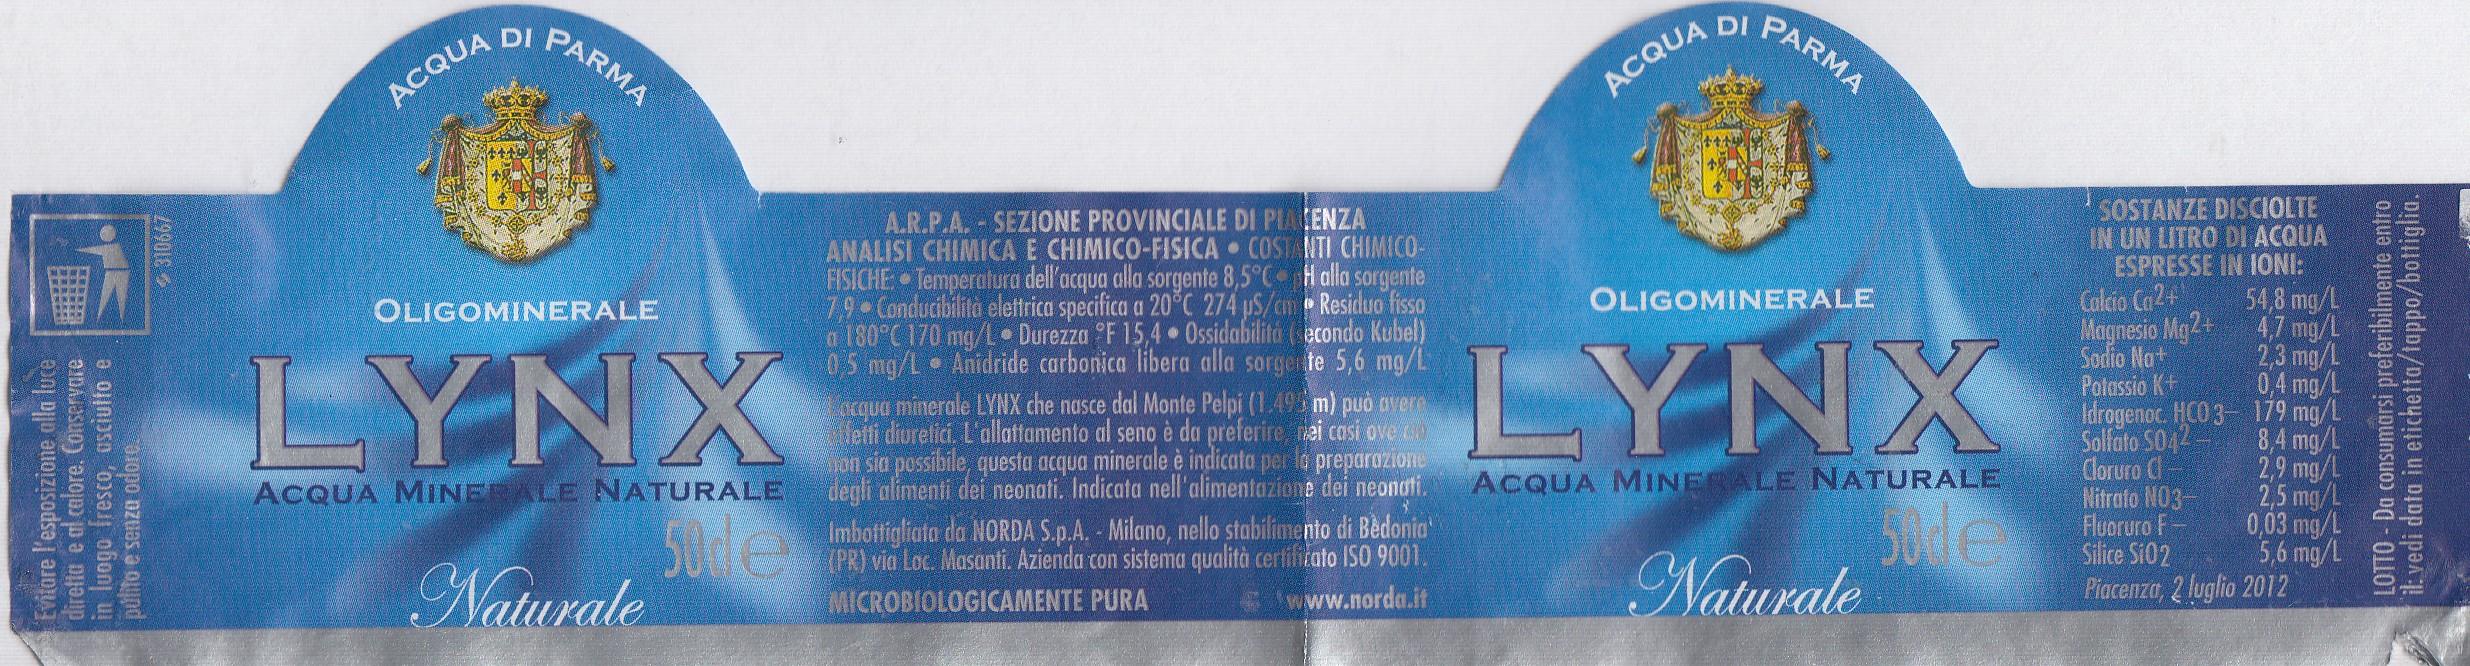 310667
Evitare l'esposizione alla luce
diretta e al calore. Conservare
in luogo fresco, asciutto e
pulito e senza odore.
ACQUA DI PARMA
OLIGOMINERALE
LYNX
ACQUA MINERALE NATURALE
50cl e
Naturale
A.R.P.A. - SEZIONE PROVINCIALE DI PIACENZA
ANALISI CHIMICA E CHIMICO-FISICA • COSTANTI CHIMICO-
FISICHE: • Temperatura dell'acqua alla sorgente 8,5°C • pH alla sorgente
7,9 • Conducibilità elettrica specifica a 20°C 274 µS/cm • Residuo fisso
a 180°C 170 mg/L • Durezza °F 15,4 • Ossidabilità (secondo Kubel)
0,5 mg/L • Anidride carbonica libera alla sorgente 5,6 mg/L
L'acqua minerale LYNX che nasce dal Monte Pelpi (1.495 m) può avere
effetti diuretici. L'allattamento al seno è da preferire, nei casi ove ciò
non sia possibile, questa acqua minerale è indicata per la preparazione
degli alimenti dei neonati. Indicata nell'alimentazione dei neonati.
Imbottigliata da NORDA S.p.A. - Milano, nello stabilimento di Bedonia
(PR) via Loc. Masanti. Azienda con sistema qualità certificato ISO 9001.
MICROBIOLOGICAMENTE PURA www.norda.it
ACQUA DI PARMA
OLIGOMINERALE
LYNX
ACQUA MINERALE NATURALE
50cl e
Naturale
SOSTANZE DISCIOLTE
IN UN LITRO DI ACQUA
ESPRESSE IN IONI:
Calcio Ca2+ 54,8 mg/L
Magnesio Mg2+ 4,7 mg/L
Sodio Na+ 2,3 mg/L
Potassio K+ 0,4 mg/L
Idrogenoc. HCO3- 179 mg/L
Solfato SO42- 8,4 mg/L
Cloruro Cl- 2,9 mg/L
Nitrato NO3- 2,5 mg/L
Fluoruro F- 0,03 mg/L
Silice SiO2 5,6 mg/L
Piacenza, 2 luglio 2012
LOTTO - Da consumarsi preferibilmente entro
il: vedi data in etichetta/tappo/bottiglia.